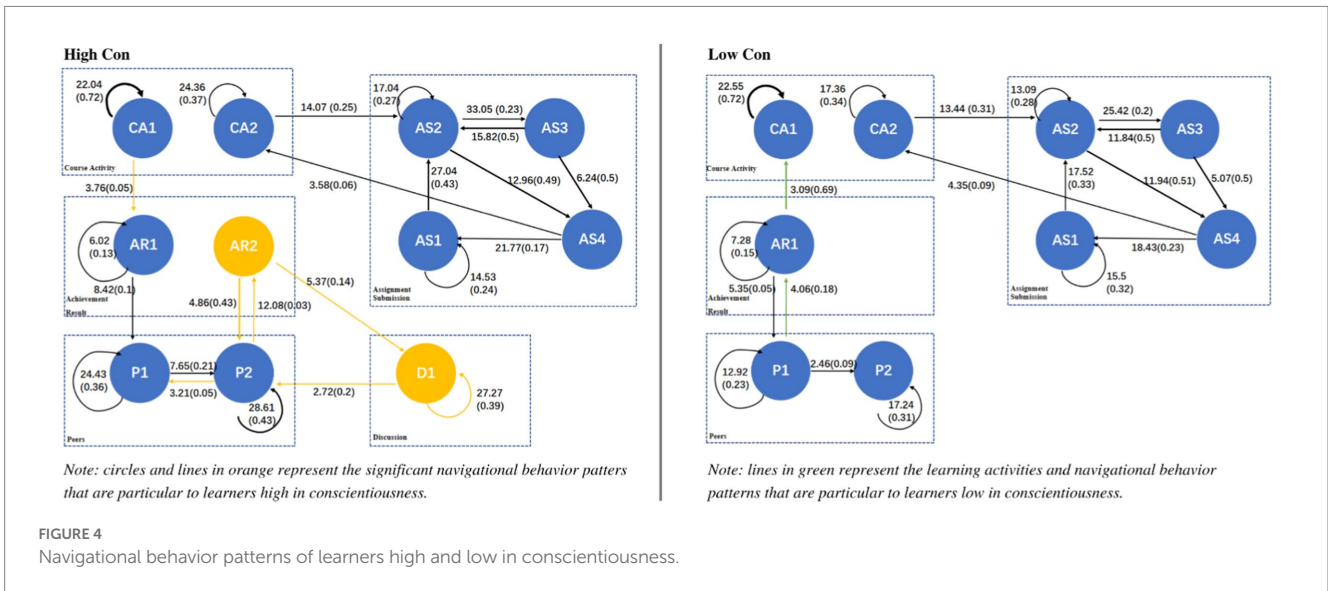 High Con
22.04
(0.72)
CA1
24.36
(0.37)
CA2
Course Activity
14.07 (0.25)
17.04
(0.27)
AS2
33.05 (0.23)
15.82(0.5)
AS3
27.04
(0.43)
12.96(0.49)
6.24(0.5)
3.58(0.06)
AS1
21.77(0.17)
AS4
14.53
(0.24)
Assignment
Submission
3.76(0.05)
6.02
(0.13)
AR1
AR2
8.42(0.1)
Achievement
Result
4.86(0.43)
12.08(0.03)
5.37(0.14)
24.43
(0.36)
P1
7.65(0.21)
3.21(0.05)
P2
28.61
(0.43)
Peers
2.72(0.2)
D1
27.27
(0.39)
Discussion
Note: circles and lines in orange represent the significant navigational behavior patters
that are particular to learners high in conscientiousness.
Low Con
22.55
(0.72)
CA1
17.36
(0.34)
CA2
Course Activity
13.44 (0.31)
13.09
(0.28)
AS2
25.42 (0.2)
11.84(0.5)
AS3
17.52
(0.33)
11.94(0.51)
5.07(0.5)
4.35(0.09)
AS1
18.43(0.23)
AS4
15.5
(0.32)
Assignment
Submission
3.09(0.69)
7.28
(0.15)
AR1
5.35(0.05)
4.06(0.18)
Achievement
Result
12.92
(0.23)
P1
2.46(0.09)
P2
17.24
(0.31)
Peers
Note: lines in green represent the learning activities and navigational behavior
patterns that are particular to learners low in conscientiousness.
FIGURE 4
Navigational behavior patterns of learners high and low in conscientiousness.